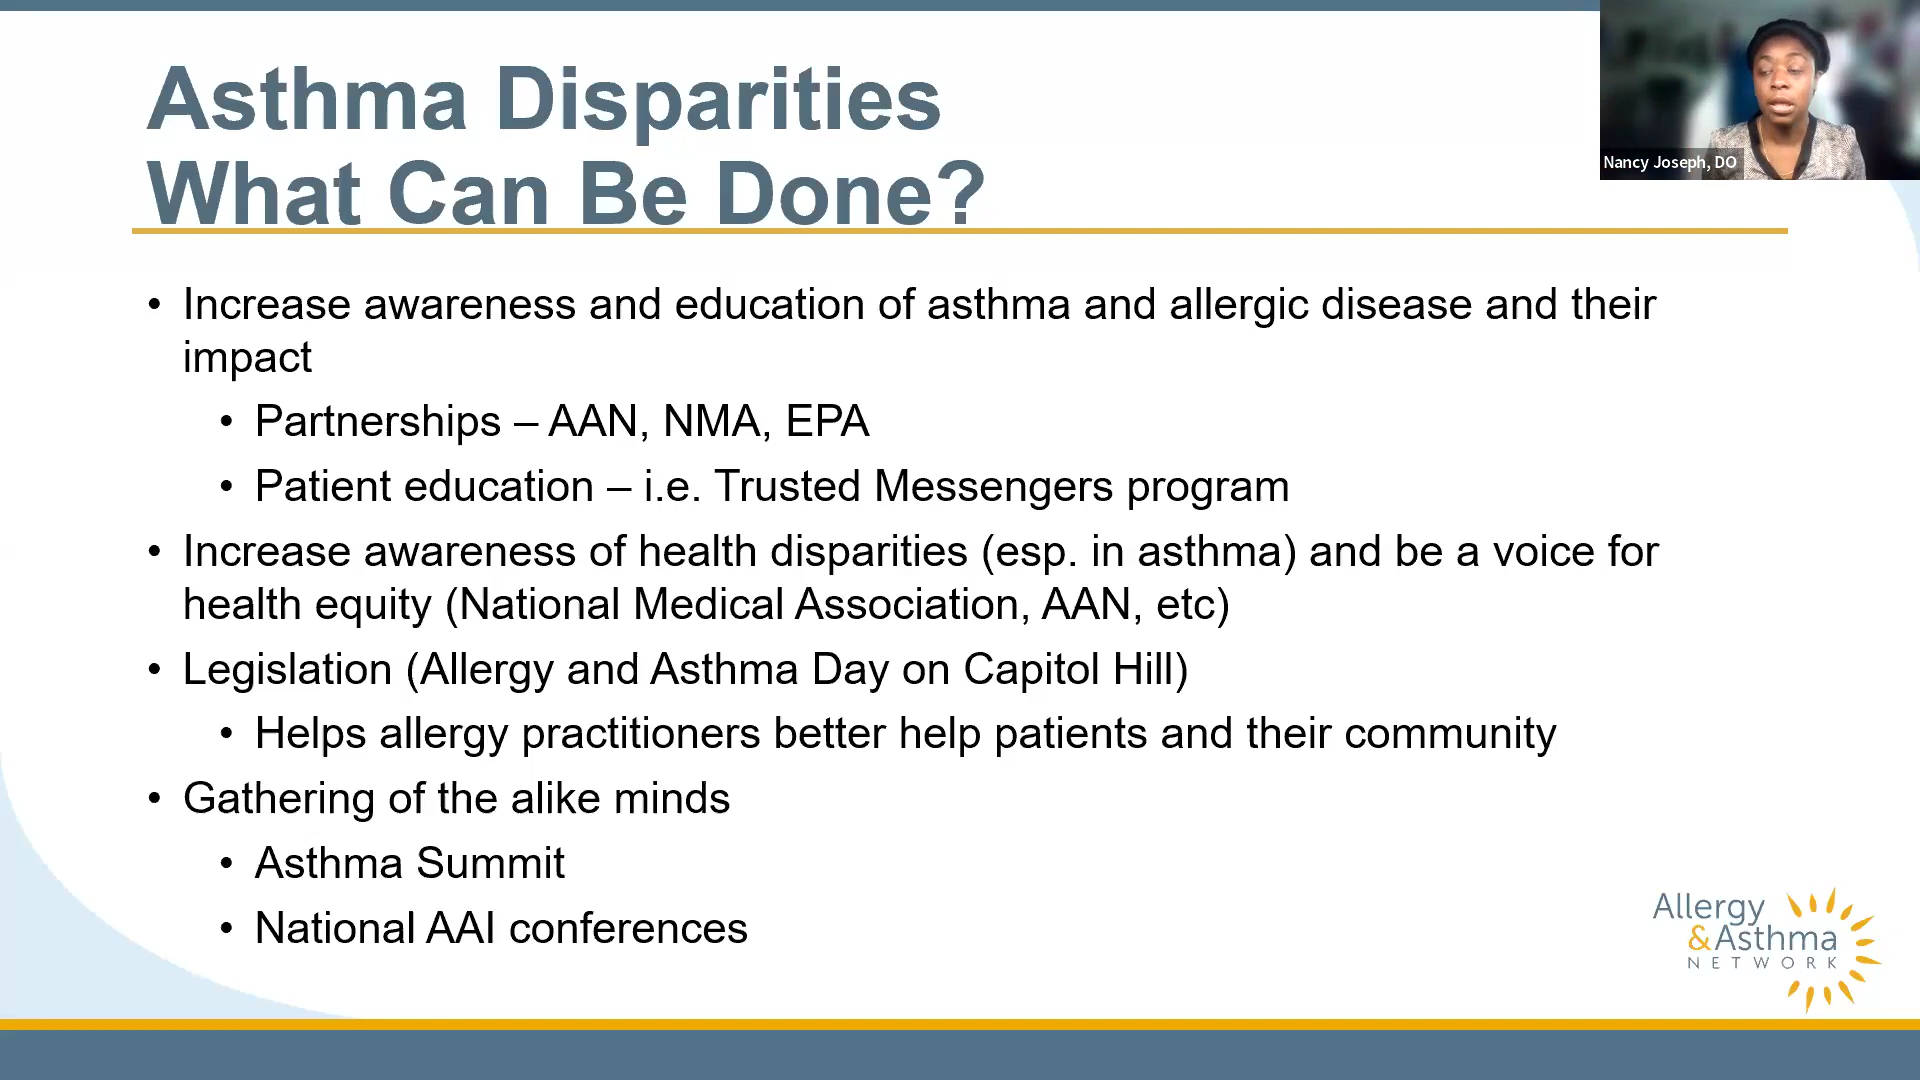 Asthma Disparities
What Can Be Done?
Nancy Joseph, DO
• Increase awareness and education of asthma and allergic disease and their
impact
• Partnerships – AAN, NMA, EPA
• Patient education – i.e. Trusted Messengers program
• Increase awareness of health disparities (esp. in asthma) and be a voice for
health equity (National Medical Association, AAN, etc)
• Legislation (Allergy and Asthma Day on Capitol Hill)
• Helps allergy practitioners better help patients and their community
• Gathering of the alike minds
• Asthma Summit
• National AAI conferences
Allergy
&Asthma
NETWORK